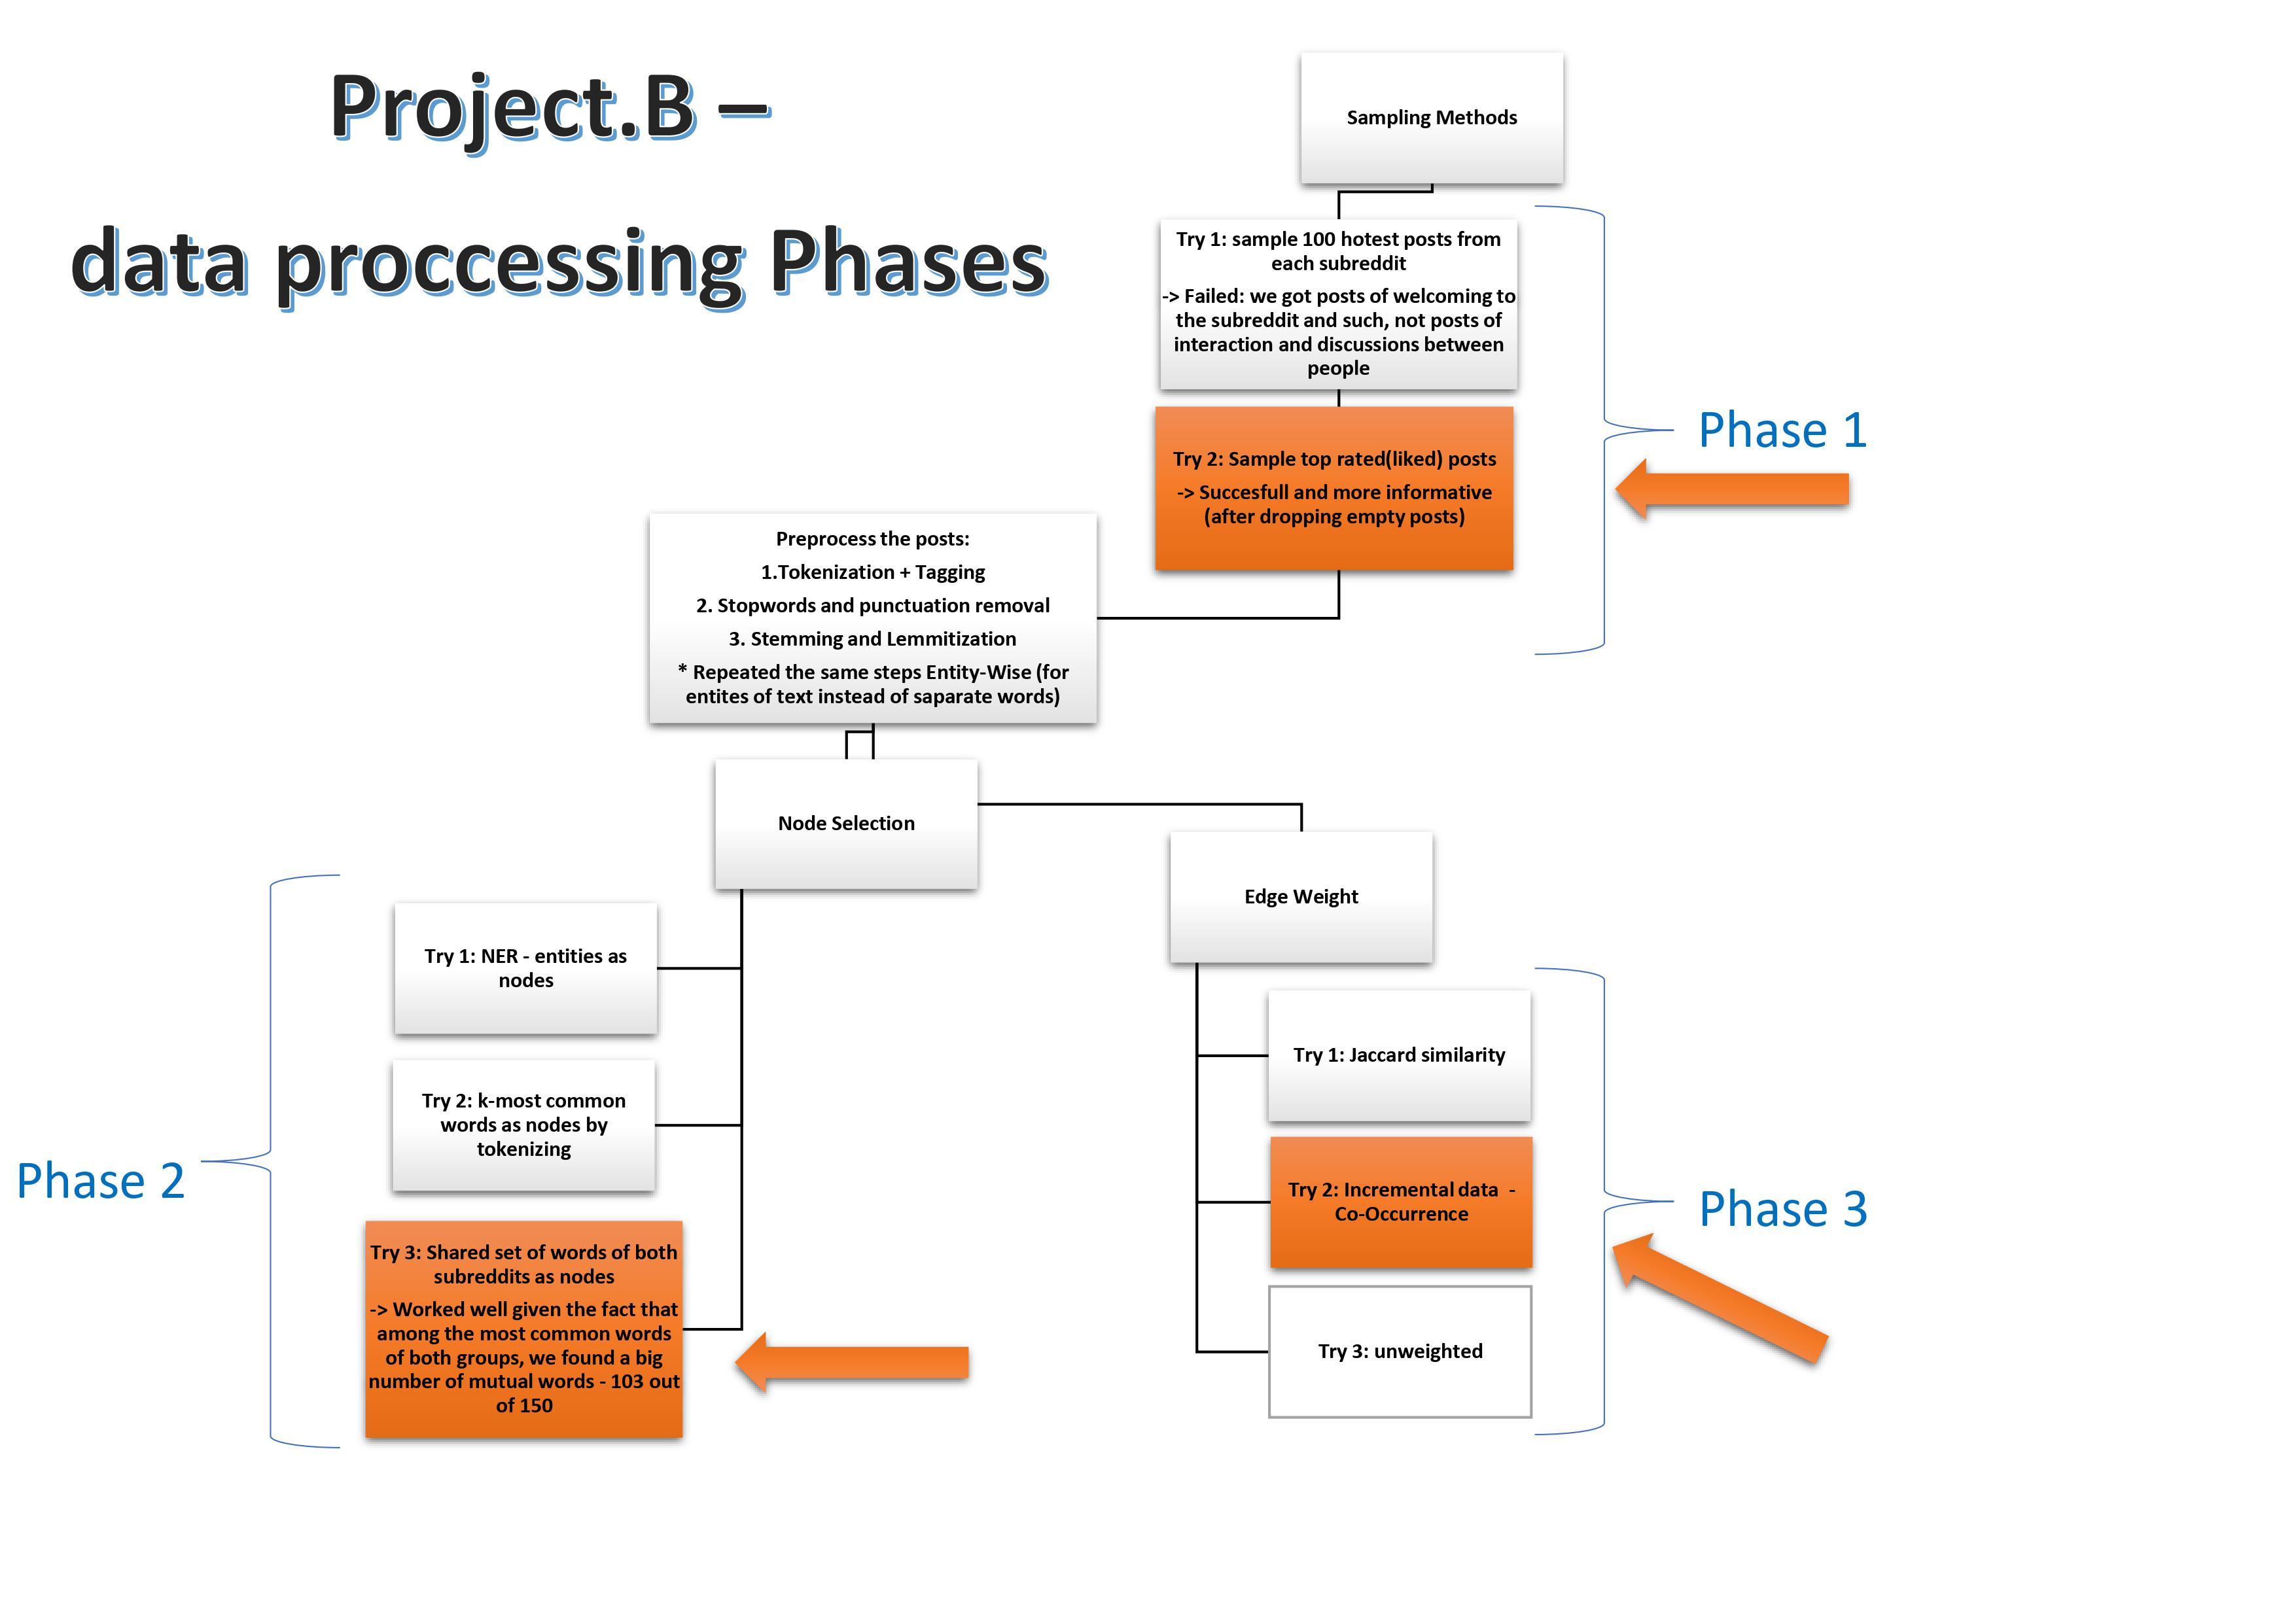 Project.B –
data proccessing Phases
Sampling Methods
Try 1: sample 100 hotest posts from
each subreddit
-> Failed: we got posts of welcoming to
the subreddit and such, not posts of
interaction and discussions between
people
Phase 1
Try 2: Sample top rated(liked) posts
-> Succesfull and more informative
(after dropping empty posts)
Preprocess the posts:
1.Tokenization + Tagging
2. Stopwords and punctuation removal
3. Stemming and Lemmitization
* Repeated the same steps Entity-Wise (for
entites of text instead of saparate words)
Node Selection
Edge Weight
Try 1: NER - entities as
nodes
Try 2: k-most common
words as nodes by
tokenizing
Phase 2
Try 3: Shared set of words of both
subreddits as nodes
-> Worked well given the fact that
among the most common words
of both groups, we found a big
number of mutual words - 103 out
of 150
Try 1: Jaccard similarity
Try 2: Incremental data  -
Co-Occurrence
Phase 3
Try 3: unweighted